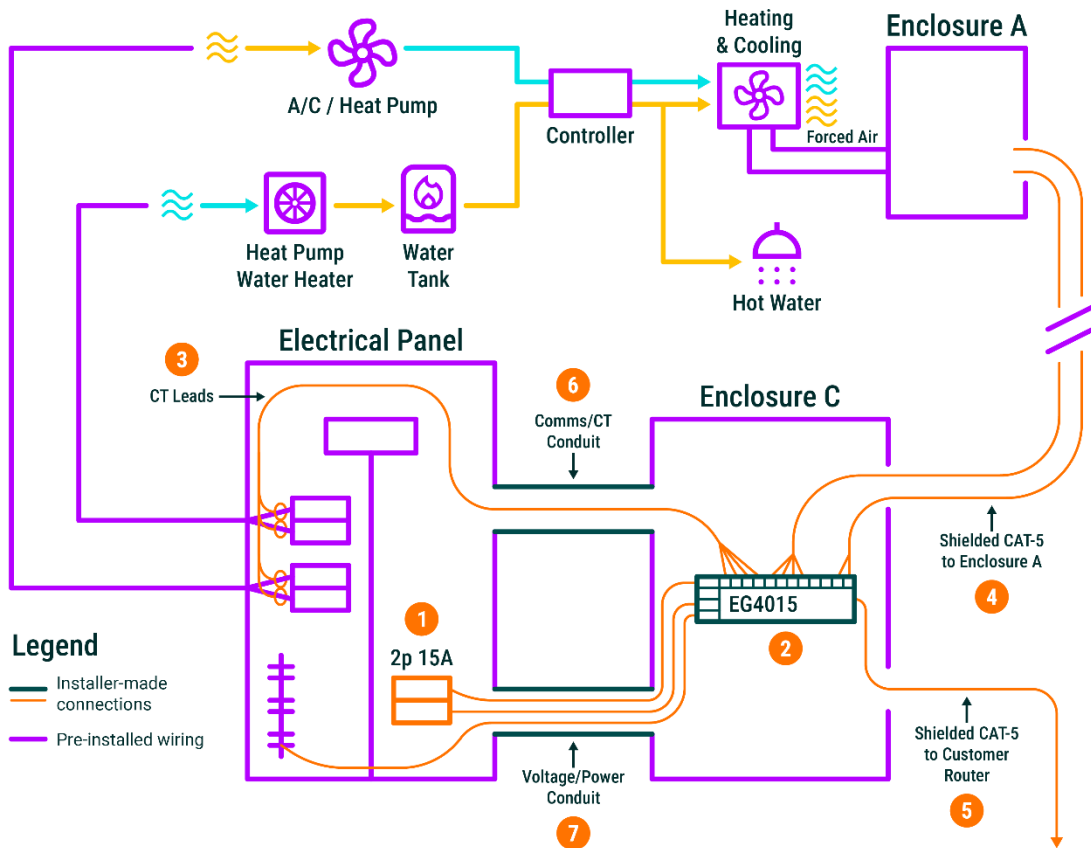 Heating
& Cooling
Enclosure A
A/C / Heat Pump
Controller
Forced Air
Heat Pump
Water Heater
Water
Tank
Hot Water
Electrical Panel
3
CT Leads
6
Comms/CT
Conduit
Enclosure C
Shielded CAT-5
to Enclosure A
4
1
2p 15A
EG4015
2
Legend
Installer-made
connections
Pre-installed wiring
Voltage/Power
Conduit
7
Shielded CAT-5
to Customer
Router
5